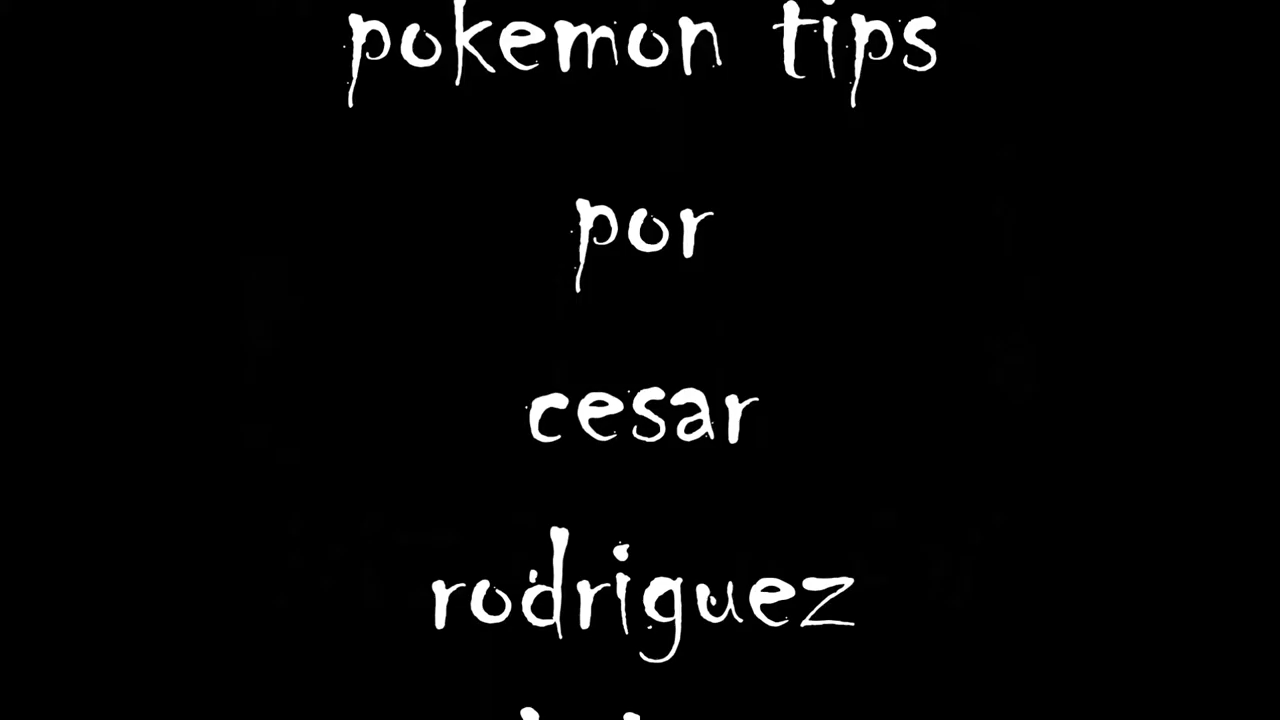 pokemon tips
por
cesar
rodriguez